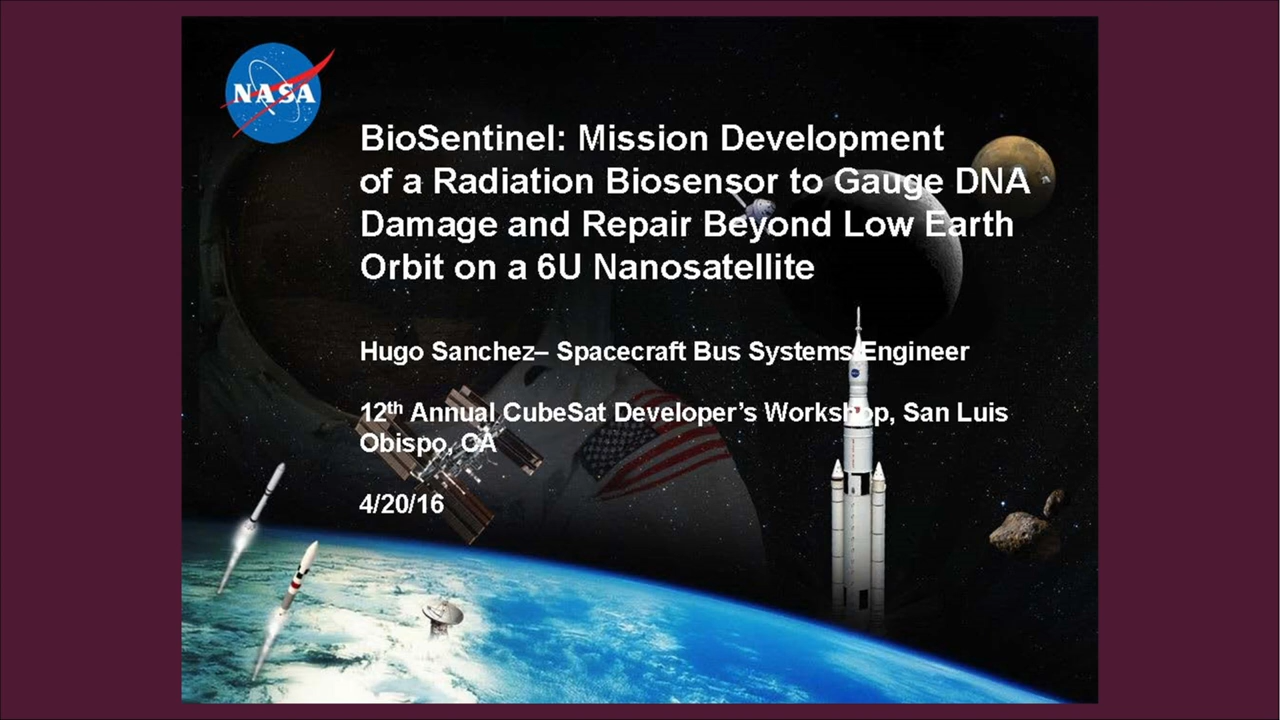 NASA
BioSentinel: Mission Development
of a Radiation Biosensor to Gauge DNA
Damage and Repair Beyond Low Earth
Orbit on a 6U Nanosatellite
Hugo Sanchez– Spacecraft Bus Systems Engineer
12th Annual CubeSat Developer’s Workshop, San Luis
Obispo, CA
4/20/16